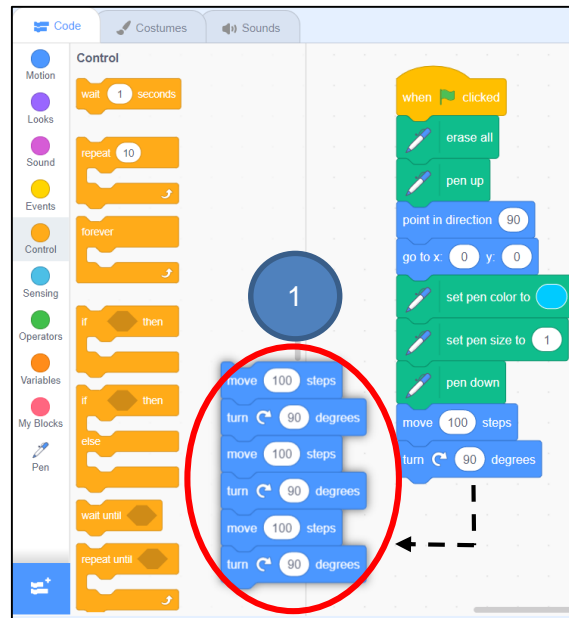 Code
Costumes
Sounds
Motion
Looks
Sound
Events
Control
Sensing
Operators
Variables
My Blocks
Pen
Control
wait 1 seconds
repeat 10
forever
if then
if then
else
wait until
repeat until
1
move 100 steps
turn 90 degrees
move 100 steps
turn 90 degrees
move 100 steps
turn 90 degrees
when clicked
erase all
pen up
point in direction 90
go to x: 0 y: 0
set pen color to
set pen size to 1
pen down
move 100 steps
turn 90 degrees